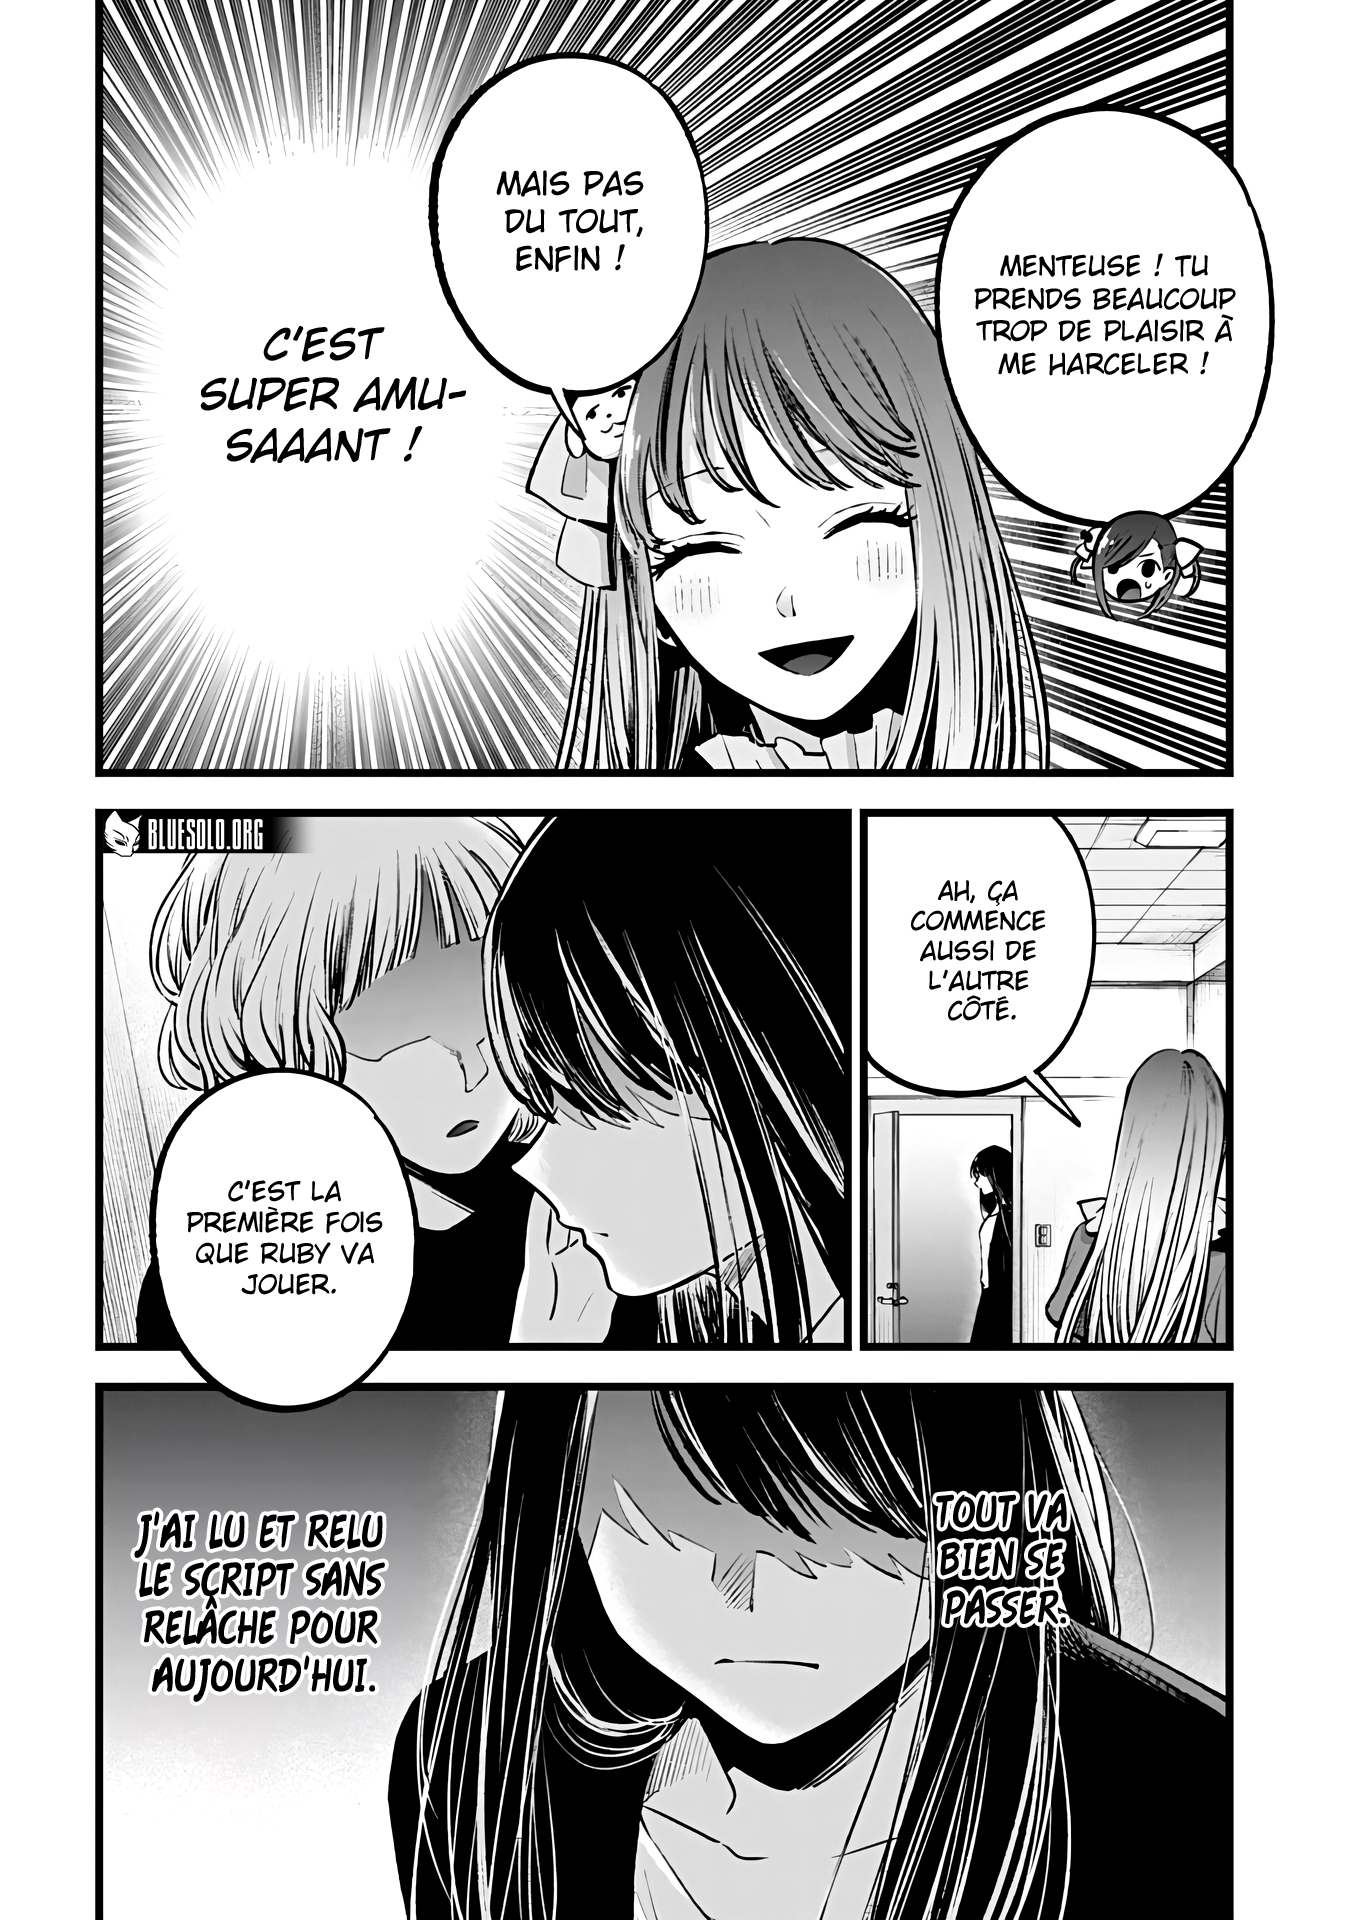 MENTEUSE ! TU
PRENDS BEAUCOUP
TROP DE PLAISIR À
ME HARCELER !
MAIS PAS
DU TOUT,
ENFIN !
C'EST
SUPER AMU-
SAAANT !
AH, ÇA
COMMENCE
AUSSI DE
L'AUTRE
CÔTÉ.
BLUESOLO.ORG
C'EST LA
PREMIÈRE FOIS
QUE RUBY VA
JOUER.
TOUT VA
BIEN SE
PASSER.
J'AI LU ET RELU
LE SCRIPT SANS
RELÂCHE POUR
AUJOURD'HUI.